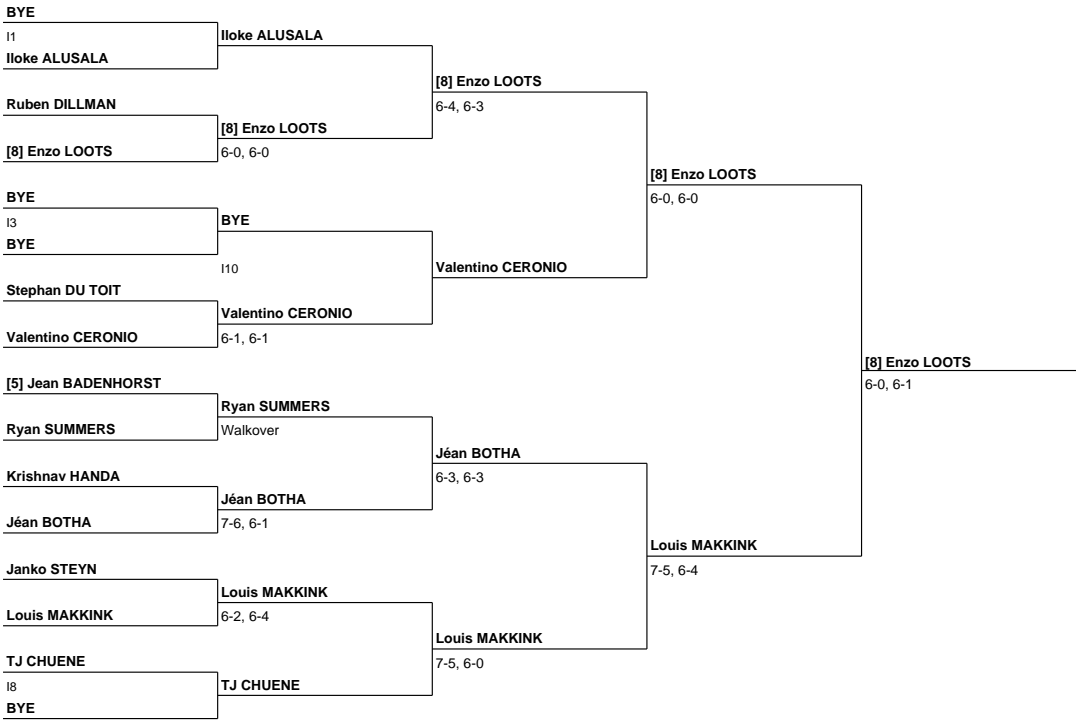 BYE
I1
Iloke ALUSALA
Ruben DILLMAN
[8] Enzo LOOTS
BYE
I3
BYE
Stephan DU TOIT
Valentino CERONIO
[5] Jean BADENHORST
Ryan SUMMERS
Krishnav HANDA
Jéan BOTHA
Janko STEYN
Louis MAKKINK
TJ CHUENE
I8
BYE
Iloke ALUSALA
[8] Enzo LOOTS
6-0, 6-0
BYE
I10
Valentino CERONIO
6-1, 6-1
Ryan SUMMERS
Walkover
Jéan BOTHA
7-6, 6-1
Louis MAKKINK
6-2, 6-4
TJ CHUENE
[8] Enzo LOOTS
6-4, 6-3
Valentino CERONIO
Jéan BOTHA
6-3, 6-3
Louis MAKKINK
7-5, 6-0
[8] Enzo LOOTS
6-0, 6-0
Louis MAKKINK
7-5, 6-4
[8] Enzo LOOTS
6-0, 6-1